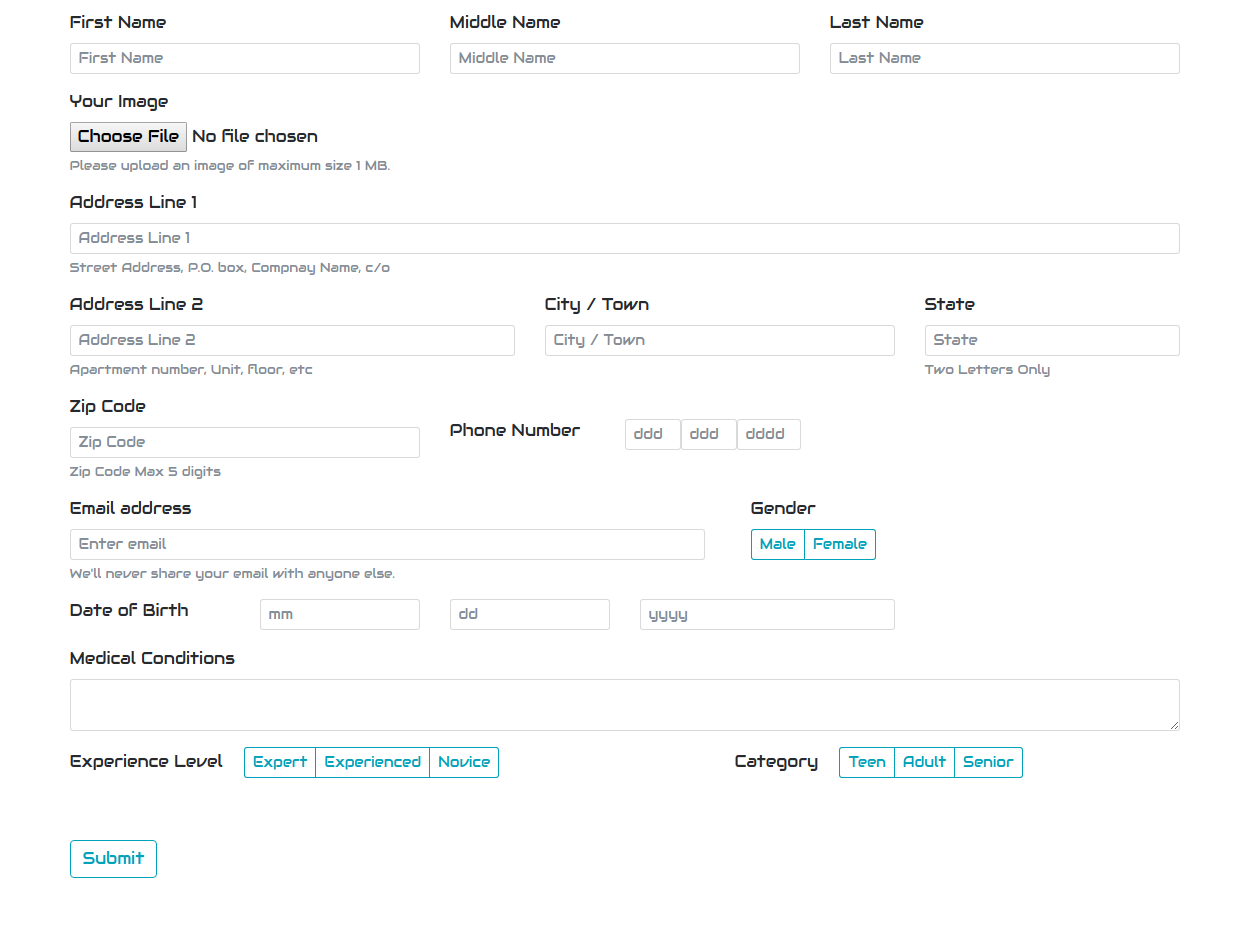 First Name Middle Name Last Name
First Name Middle Name Last Name
Your Image
Choose File No file chosen
Please upload an image of maximum size 1 MB.
Address Line 1
Address Line 1
Street Address, P.O. box, Compnay Name, c/o
Address Line 2 City / Town State
Address Line 2 City / Town State
Apartment number, Unit, floor, etc Two Letters Only
Zip Code
Phone Number ddd ddd dddd
Zip Code
Zip Code Max 5 digits
Email address Gender
Enter email Male Female
We'll never share your email with anyone else.
Date of Birth mm dd yyyy
Medical Conditions
Experience Level Expert Experienced Novice Category Teen Adult Senior
Submit